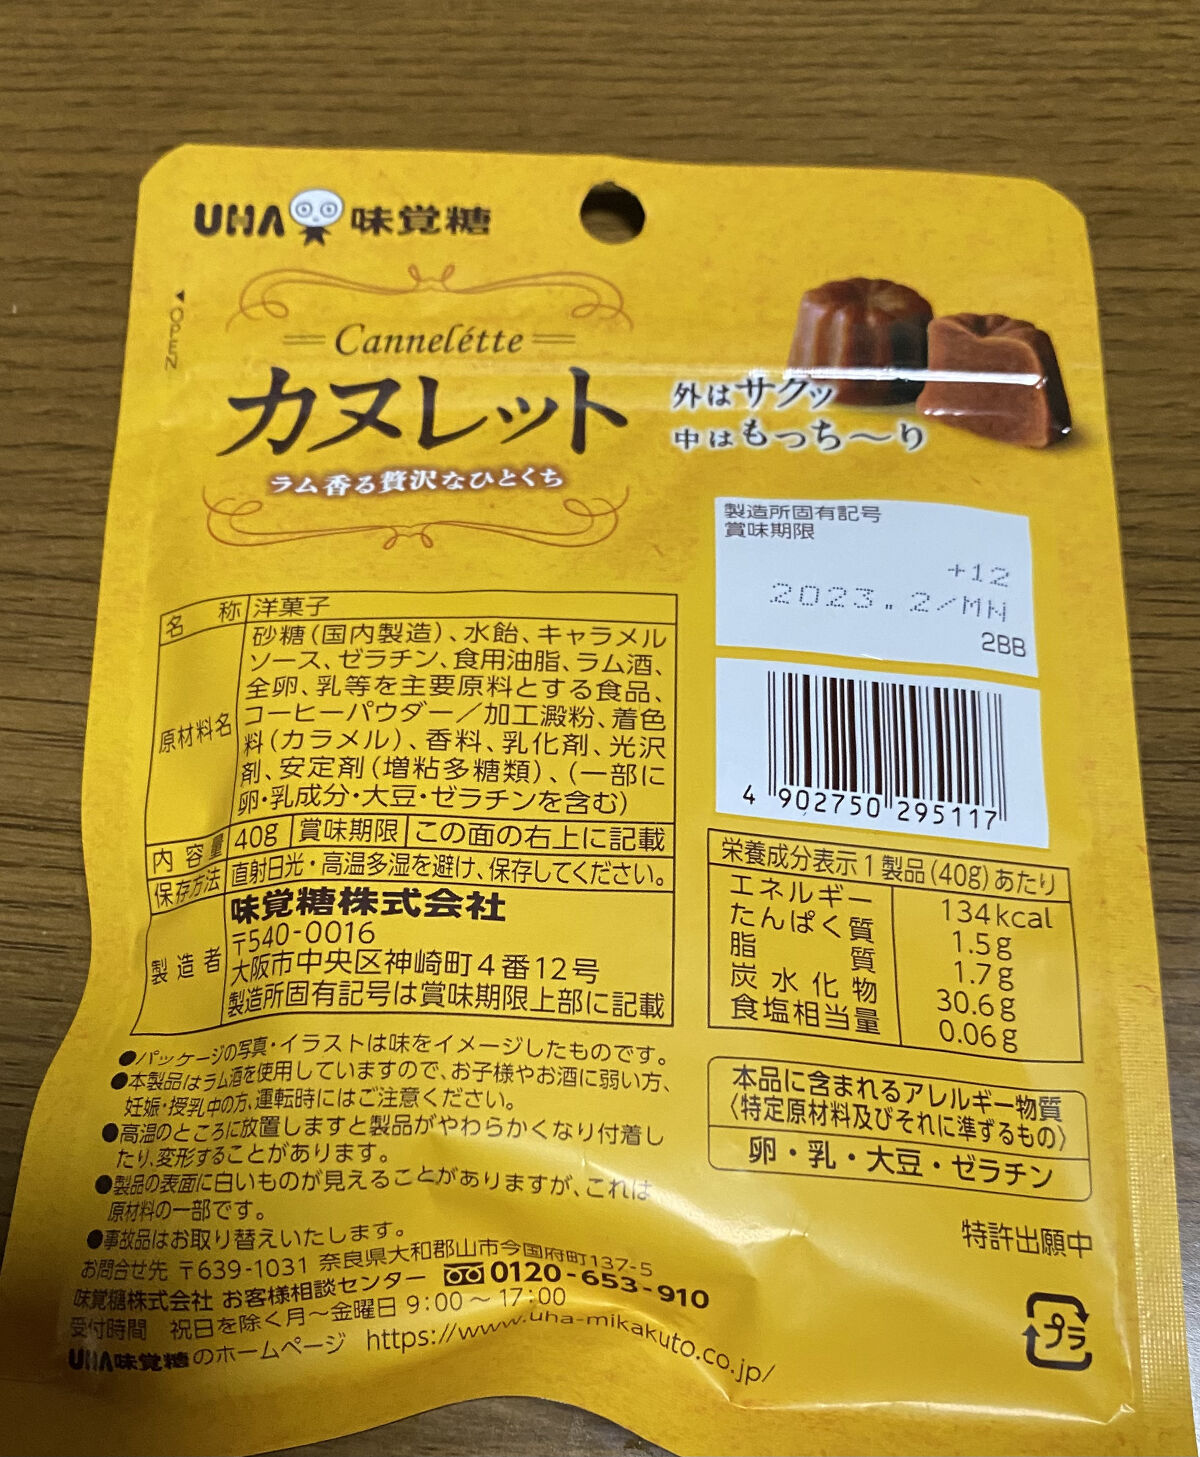 UHA味覚糖
◀OPEN
Cannelétte
カヌレット
ラム香る贅沢なひとくち
外はサクッ
中はもっち〜り
製造所固有記号
賞味期限
+12
2023. 2/MN
2BB
4 902750 295117
名称 洋菓子
原材料名 砂糖(国内製造)、水飴、キャラメル
ソース、ゼラチン、食用油脂、ラム酒、
全卵、乳等を主要原料とする食品、
コーヒーパウダー/加工澱粉、着色
料(カラメル)、香料、乳化剤、光沢
剤、安定剤(増粘多糖類)、(一部に
卵・乳成分・大豆・ゼラチンを含む)
内容量 40g 賞味期限 この面の右上に記載
保存方法 直射日光・高温多湿を避け、保存してください。
製造者 味覚糖株式会社
〒540-0016
大阪市中央区神崎町4番12号
製造所固有記号は賞味期限上部に記載
栄養成分表示1製品(40g)あたり
エネルギー 134kcal
たんぱく質 1.5g
脂質 1.7g
炭水化物 30.6g
食塩相当量 0.06g
本品に含まれるアレルギー物質
〈特定原材料及びそれに準ずるもの〉
卵・乳・大豆・ゼラチン
●パッケージの写真・イラストは味をイメージしたものです。
●本製品はラム酒を使用していますので、お子様やお酒に弱い方、
妊娠・授乳中の方、運転時にはご注意ください。
●高温のところに放置しますと製品がやわらかくなり付着し
たり、変形することがあります。
●製品の表面に白いものが見えることがありますが、これは
原材料の一部です。
●事故品はお取り替えいたします。
お問合せ先 〒639-1031 奈良県大和郡山市今国府町137-5
味覚糖株式会社 お客様相談センター 0120-653-910
受付時間 祝日を除く月〜金曜日 9:00〜17:00
UHA味覚糖のホームページ https://www.uha-mikakuto.co.jp/
特許出願中
プラ